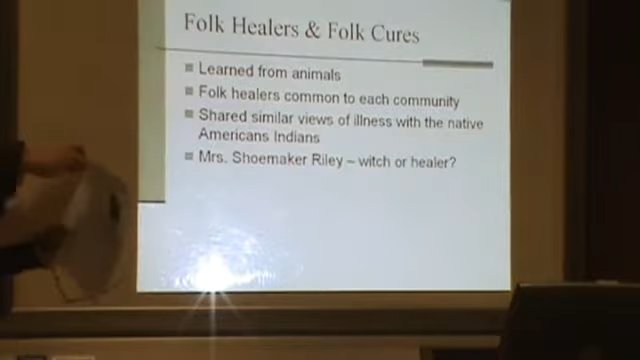 Folk Healers & Folk Cures
Learned from animals
Folk healers common to each community
Shared similar views of illness with the native
Americans Indians
Mrs. Shoemaker Riley – witch or healer?